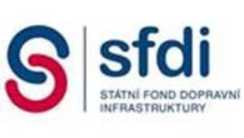 sfdi
STÁTNÍ FOND DOPRAVNÍ
INFRASTRUKTURY